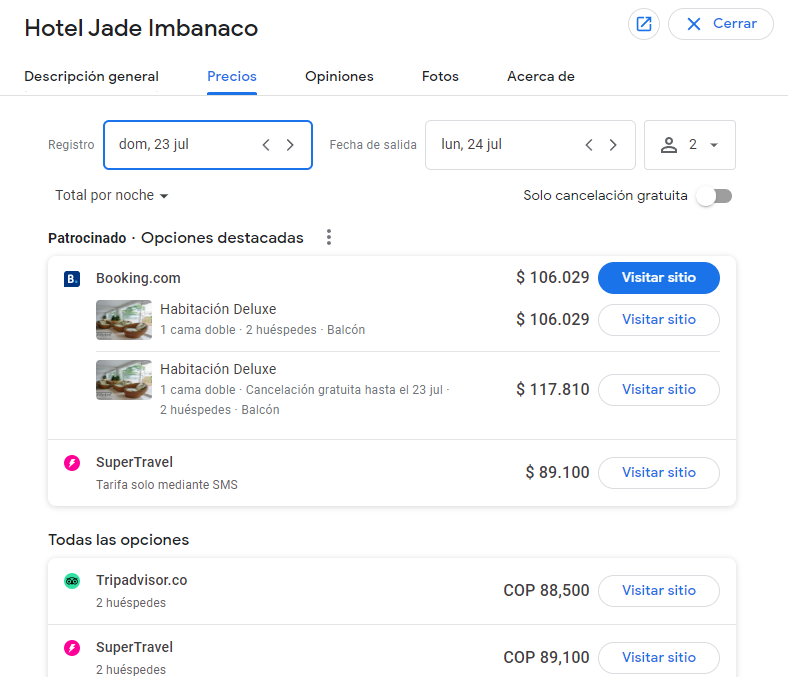 Hotel Jade Imbanaco
Cerrar
Descripción general Precios Opiniones Fotos Acerca de
Registro dom, 23 jul Fecha de salida lun, 24 jul 2
Total por noche Solo cancelación gratuita
Patrocinado · Opciones destacadas
B. Booking.com $ 106.029 Visitar sitio
Habitación Deluxe
1 cama doble · 2 huéspedes · Balcón
$ 106.029 Visitar sitio
Habitación Deluxe
1 cama doble · Cancelación gratuita hasta el 23 jul ·
2 huéspedes · Balcón
$ 117.810 Visitar sitio
SuperTravel
Tarifa solo mediante SMS
$ 89.100 Visitar sitio
Todas las opciones
Tripadvisor.co
2 huéspedes
COP 88,500 Visitar sitio
SuperTravel
2 huéspedes
COP 89,100 Visitar sitio